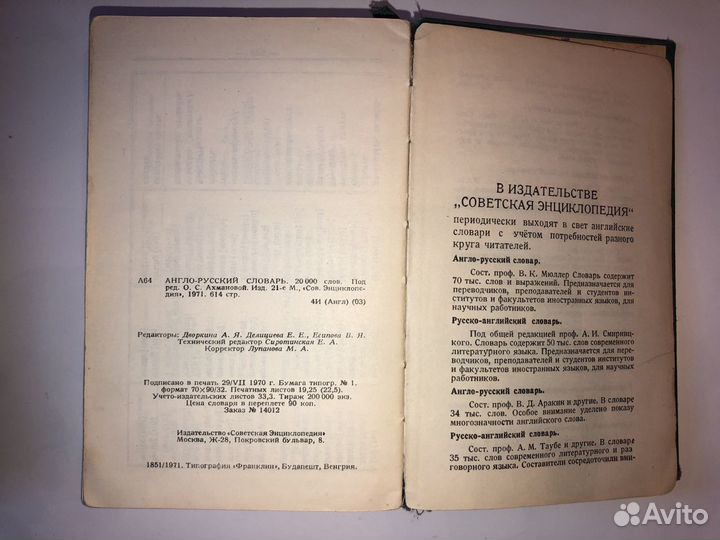 А64 АНГЛО-РУССКИЙ СЛОВАРЬ. 20 000 слов. Под
ред. О. С. Ахмановой. Изд. 21-е М., «Сов. Энциклопе-
дия», 1971. 614 стр.
4И (Англ) (03)
Редакторы: Дворкина А. Я. Делициева Е. Е., Есипова В. Я.
Технический редактор Сиротинская Е. А.
Корректор Лупанова М. А.
Подписано в печать 29/VII 1970 г. Бумага типогр. № 1,
формат 70×90/32. Печатных листов 19,25 (22,5).
Учетно-издательских листов 33,3. Тираж 200 000 экз.
Цена словаря в переплете 90 коп.
Заказ № 14012
Издательство «Советская Энциклопедия»
Москва, Ж-28, Покровский бульвар, 8.
1851/1971. Типография «Франклин», Будапешт, Венгрия.
В ИЗДАТЕЛЬСТВЕ
„СОВЕТСКАЯ ЭНЦИКЛОПЕДИЯ“
периодически выходят в свет английские
словари с учётом потребностей разного
круга читателей.
Англо-русский словарь.
Сост. проф. В. К. Мюллер Словарь содержит
70 тыс. слов и выражений. Предназначается для
переводчиков, преподавателей и студентов ин-
ститутов и факультетов иностранных языков, для
научных работников.
Русско-английский словарь.
Под общей редакцией проф. А. И. Смирниц-
кого. Словарь содержит 50 тыс. слов современного
литературного языка. Предназначается для пе-
реводчиков, преподавателей и студентов институтов
и факультетов иностранных языков, для научных
работников.
Англо-русский словарь.
Сост. проф. В. Д. Аракин и другие. В словаре
34 тыс. слов. Особое внимание уделено показу
многозначности английского слова.
Русско-английский словарь.
Сост. проф. А. М. Таубе и другие. В словаре
35 тыс. слов современного литературного и раз
говорного языка. Составители сосредоточили вни-
Avito